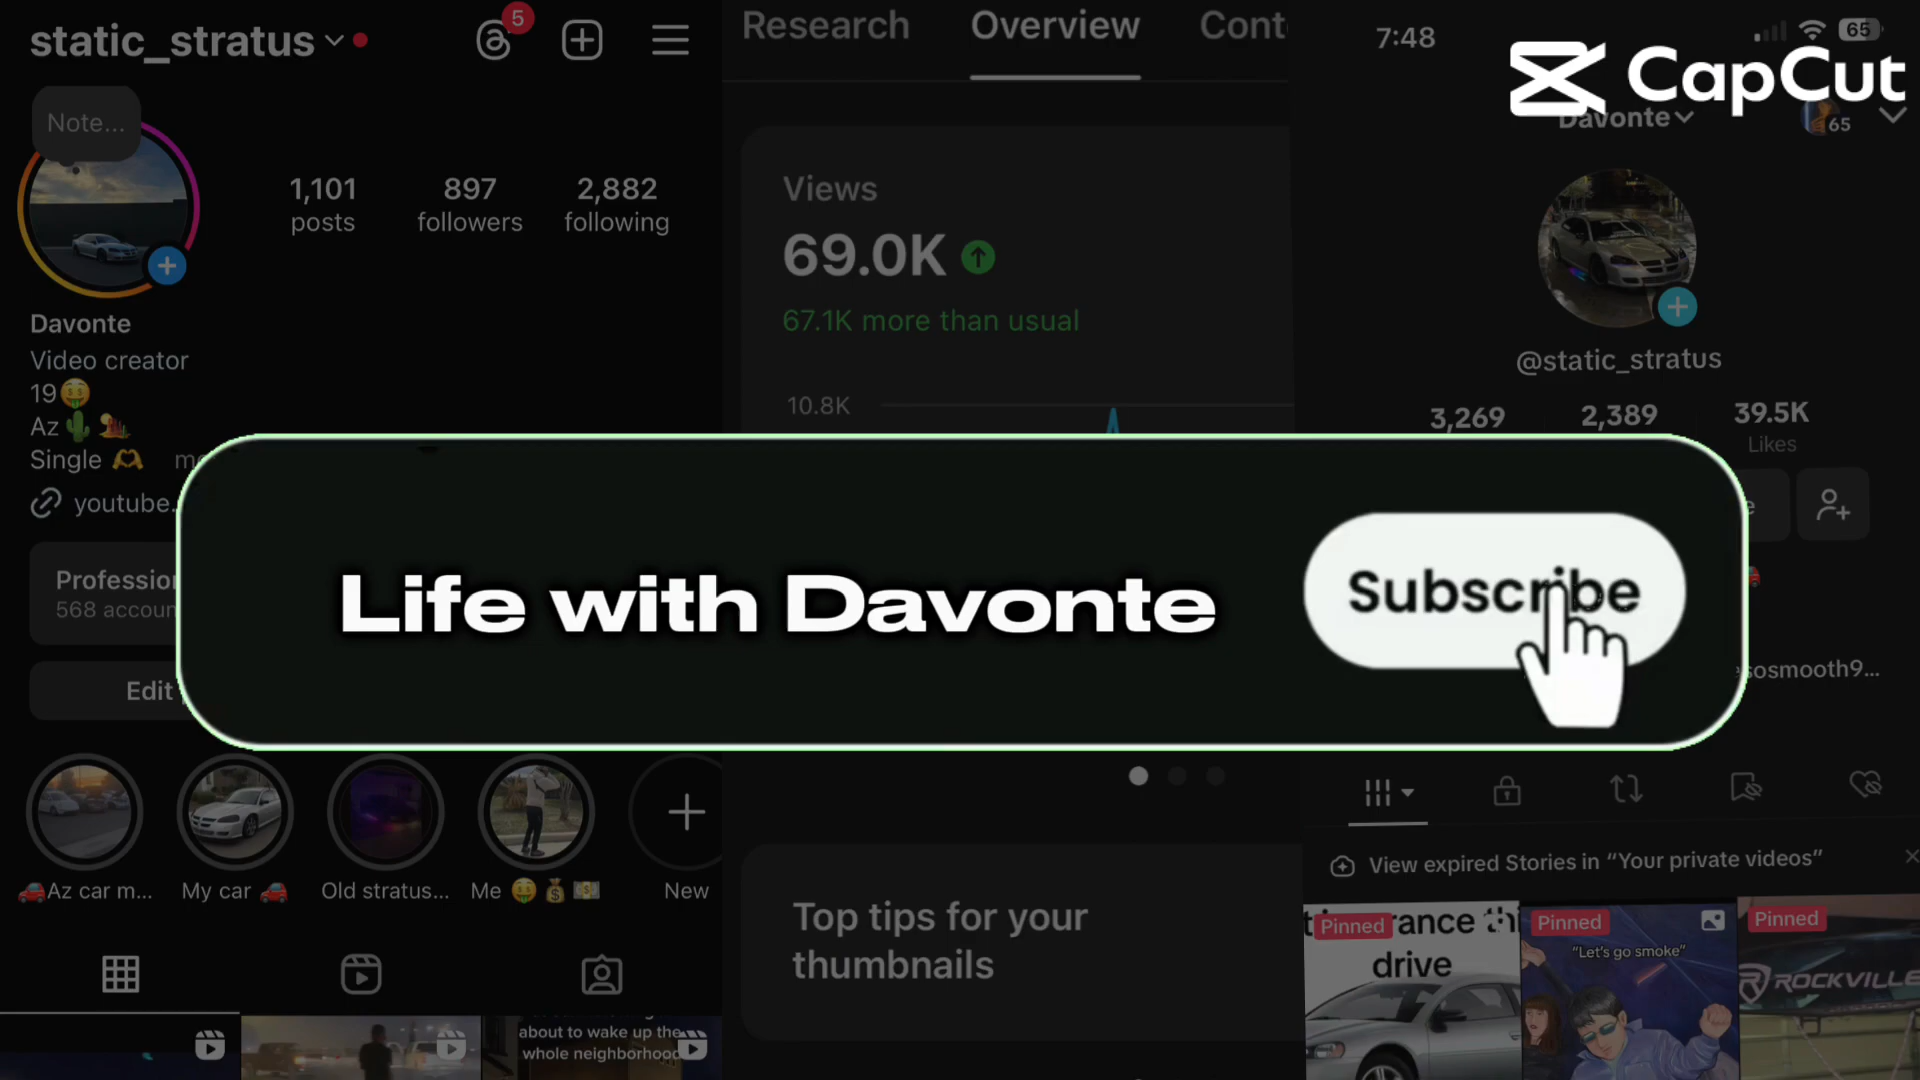 static_stratus
5
Note...
1,101
posts
897
followers
2,882
following
Davonte
Video creator
19
Az
Single
youtube.
568
Edit
Az car m...
My car
Old stratus...
Me
New
about to wake up the
whole neighborhood
Research
Overview
Views
69.0K
67.1K more than usual
10.8K
Life with Davonte
Subscribe
Top tips for your
thumbnails
7:48
65
CapCut
Davonte
65
@static_stratus
3,269
2,389
39.5K
Likes
sosmooth9...
View expired Stories in “Your private videos”
Pinned
drive
Pinned
“Let's go smoke”
Pinned
ROCKVILLE